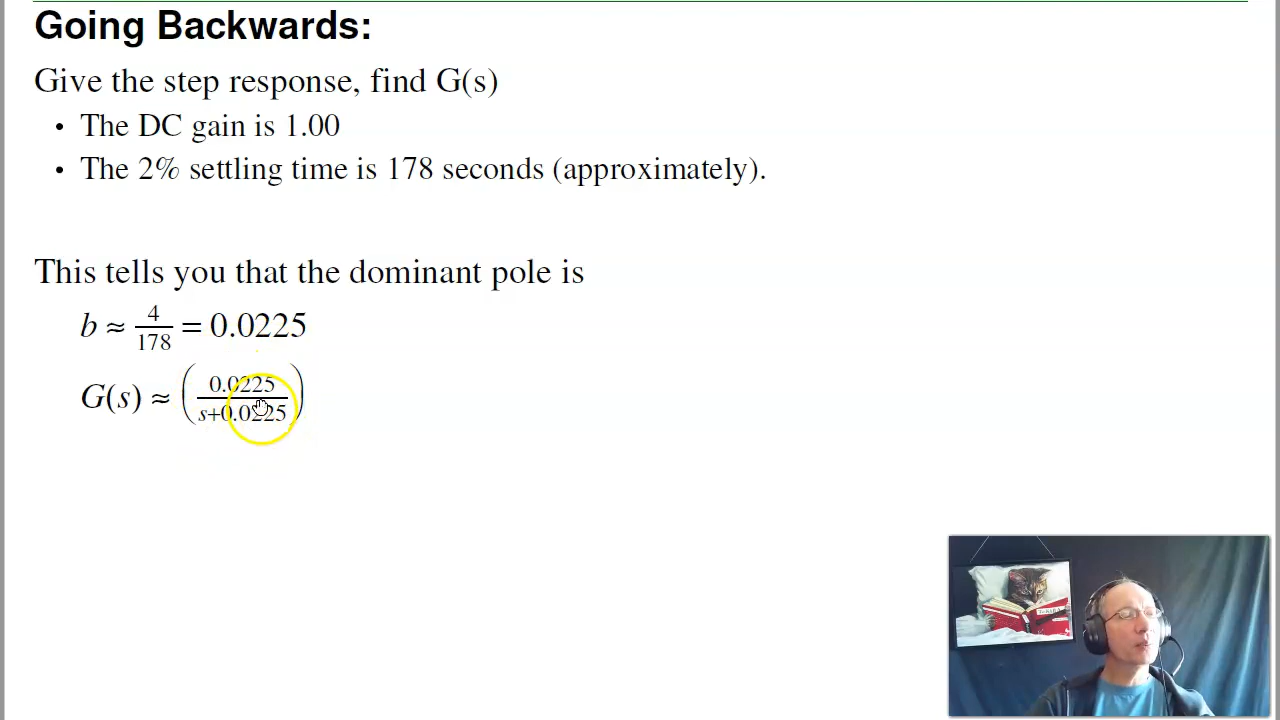 Going Backwards:
Give the step response, find G(s)
• The DC gain is 1.00
• The 2% settling time is 178 seconds (approximately).
This tells you that the dominant pole is
b ≈ 4/178 = 0.0225
G(s) ≈ (0.0225/(s+0.0225))